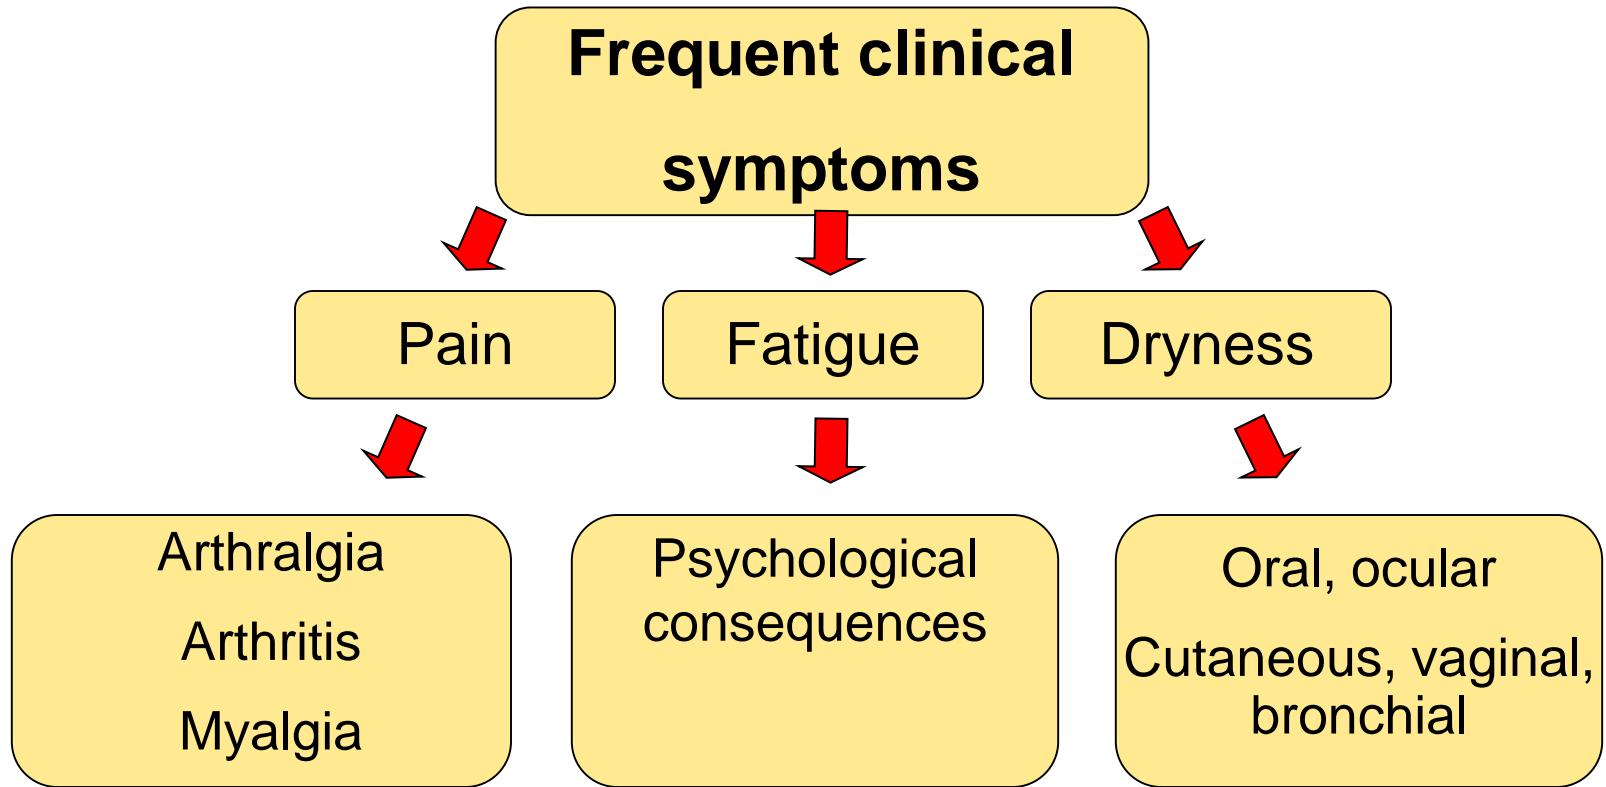 Frequent clinical
symptoms
Pain
Fatigue
Dryness
Arthralgia
Arthritis
Myalgia
Psychological
consequences
Oral, ocular
Cutaneous, vaginal,
bronchial